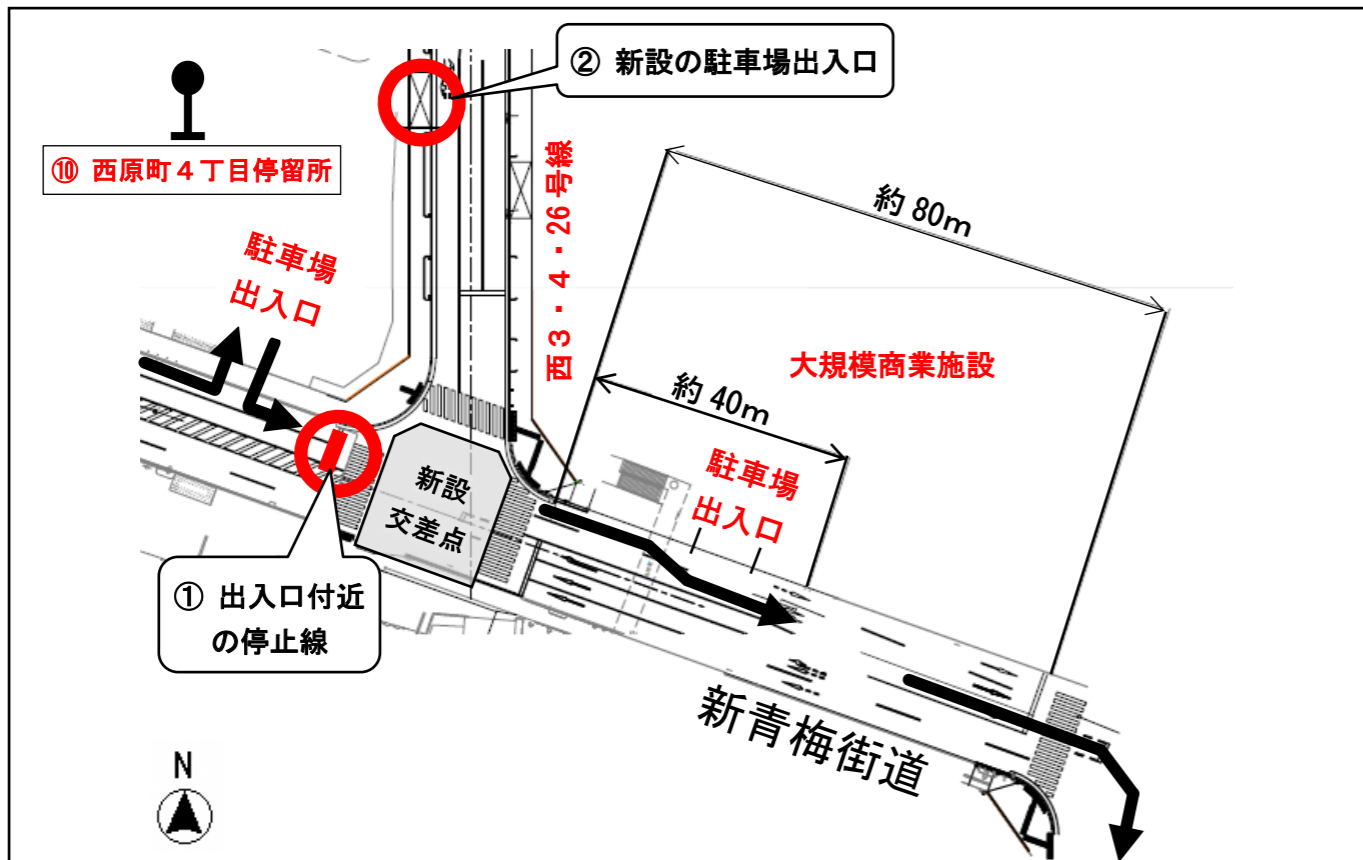 ② 新設の駐車場出入口
⑩ 西原町４丁目停留所
駐車場
出入口
西３・４・26号線
約 80ｍ
大規模商業施設
約 40ｍ
駐車場
出入口
新設
交差点
① 出入口付近
の停止線
新青梅街道
N